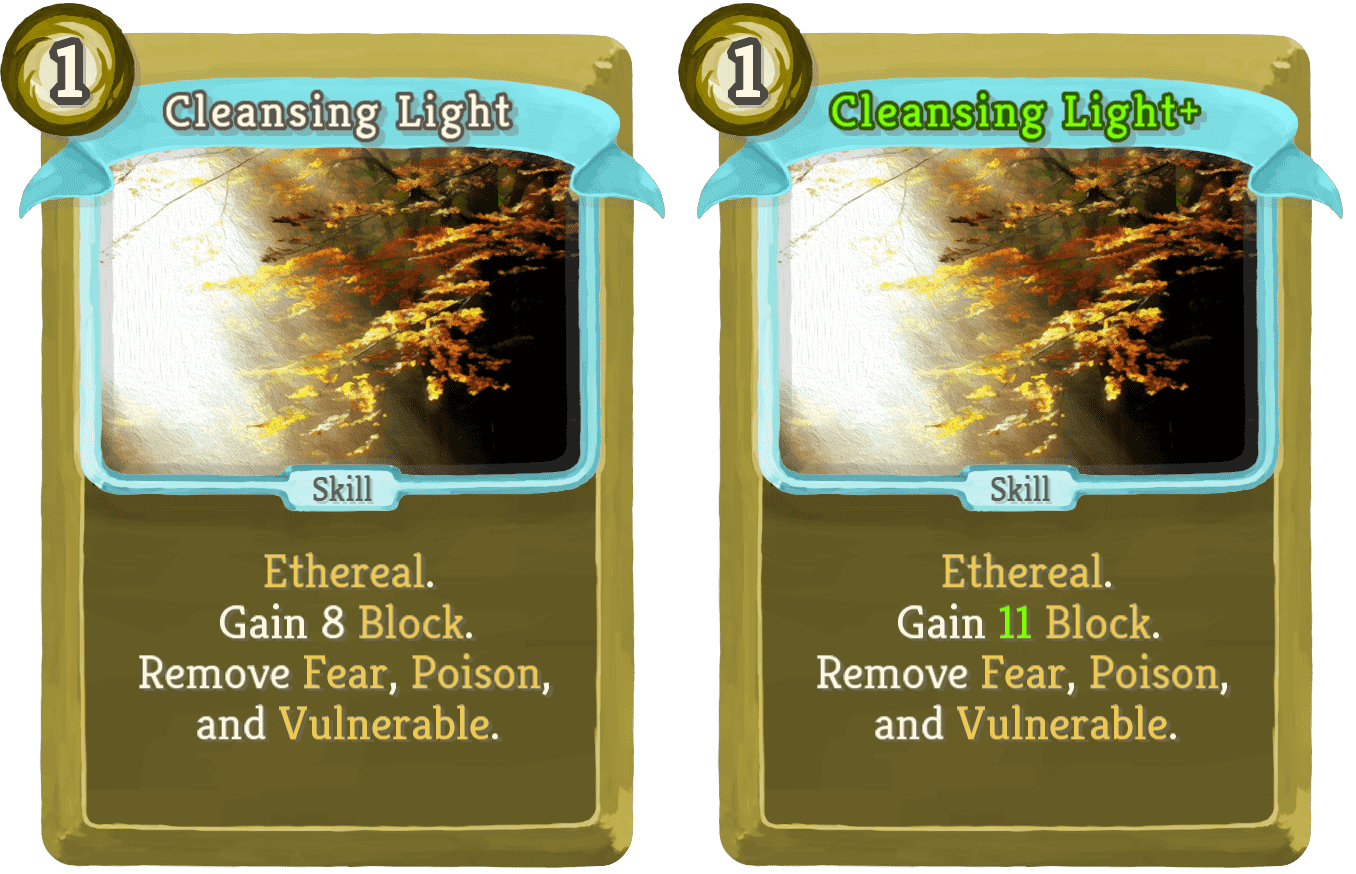 1
Cleansing Light
Skill
Ethereal.
Gain 8 Block.
Remove Fear, Poison,
and Vulnerable.
1
Cleansing Light+
Skill
Ethereal.
Gain 11 Block.
Remove Fear, Poison,
and Vulnerable.